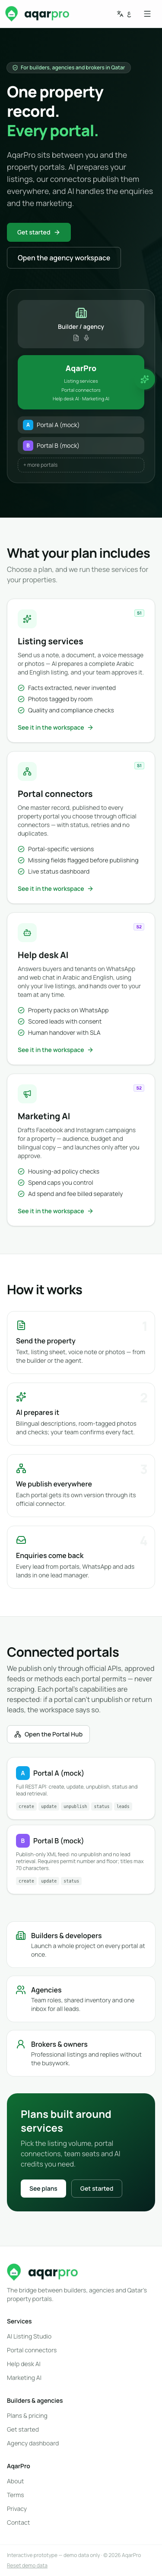 aqarpro
ع
For builders, agencies and brokers in Qatar
One property
record.
Every portal.
AqarPro sits between you and the
property portals. AI prepares your
listings, connectors publish them
everywhere, and AI handles the enquiries
and the marketing.
Get started
Open the agency workspace
Builder / agency
AqarPro
Listing services
Portal connectors
Help desk AI · Marketing AI
A Portal A (mock)
B Portal B (mock)
+ more portals
What your plan includes
Choose a plan, and we run these services for
your properties.
S1
Listing services
Send us a note, a document, a voice message
or photos — AI prepares a complete Arabic
and English listing, and your team approves it.
Facts extracted, never invented
Photos tagged by room
Quality and compliance checks
See it in the workspace
S1
Portal connectors
One master record, published to every
property portal you choose through official
connectors — with status, retries and no
duplicates.
Portal-specific versions
Missing fields flagged before publishing
Live status dashboard
See it in the workspace
S2
Help desk AI
Answers buyers and tenants on WhatsApp
and web chat in Arabic and English, using
only your live listings, and hands over to your
team at any time.
Property packs on WhatsApp
Scored leads with consent
Human handover with SLA
See it in the workspace
S2
Marketing AI
Drafts Facebook and Instagram campaigns
for a property — audience, budget and
bilingual copy — and launches only after you
approve.
Housing-ad policy checks
Spend caps you control
Ad spend and fee billed separately
See it in the workspace
How it works
1
Send the property
Text, listing sheet, voice note or photos — from
the builder or the agent.
2
AI prepares it
Bilingual descriptions, room-tagged photos
and checks; your team confirms every fact.
3
We publish everywhere
Each portal gets its own version through its
official connector.
4
Enquiries come back
Every lead from portals, WhatsApp and ads
lands in one lead manager.
Connected portals
We publish only through official APIs, approved
feeds or methods each portal permits — never
scraping. Each portal's capabilities are
respected: if a portal can't unpublish or return
leads, the workspace says so.
Open the Portal Hub
A Portal A (mock)
Full REST API: create, update, unpublish, status and
lead retrieval.
create update unpublish status leads
B Portal B (mock)
Publish-only XML feed: no unpublish and no lead
retrieval. Requires permit number and floor; titles max
70 characters.
create update status
Builders & developers
Launch a whole project on every portal at
once.
Agencies
Team roles, shared inventory and one
inbox for all leads.
Brokers & owners
Professional listings and replies without
the busywork.
Plans built around
services
Pick the listing volume, portal
connections, team seats and AI
credits you need.
See plans
Get started
aqarpro
The bridge between builders, agencies and Qatar's
property portals.
Services
AI Listing Studio
Portal connectors
Help desk AI
Marketing AI
Builders & agencies
Plans & pricing
Get started
Agency dashboard
AqarPro
About
Terms
Privacy
Contact
Interactive prototype — demo data only · © 2026 AqarPro
Reset demo data